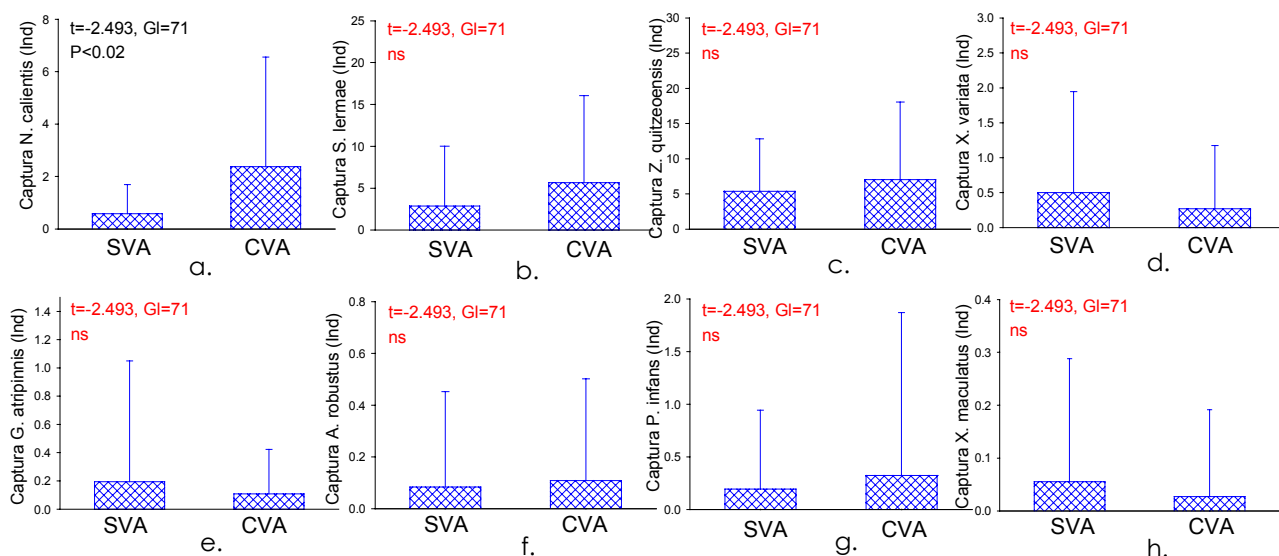 Captura N. calientis (Ind)
8
6
4
2
0
t=-2.493, Gl=71
P<0.02
SVA
CVA
a.
Captura S. lermae (Ind)
25
20
15
10
5
0
t=-2.493, Gl=71
ns
SVA
CVA
b.
Captura Z. quitzeoensis (Ind)
30
25
20
15
10
5
0
t=-2.493, Gl=71
ns
SVA
CVA
c.
Captura X. variata (Ind)
3.0
2.5
2.0
1.5
1.0
0.5
0.0
t=-2.493, Gl=71
ns
SVA
CVA
d.
Captura G. atripinnis (Ind)
1.4
1.2
1.0
0.8
0.6
0.4
0.2
0.0
t=-2.493, Gl=71
ns
SVA
CVA
e.
Captura A. robustus (Ind)
0.8
0.6
0.4
0.2
0.0
t=-2.493, Gl=71
ns
SVA
CVA
f.
Captura P. infans (Ind)
2.0
1.5
1.0
0.5
0.0
t=-2.493, Gl=71
ns
SVA
CVA
g.
Captura X. maculatus (Ind)
0.4
0.3
0.2
0.1
0.0
t=-2.493, Gl=71
ns
SVA
CVA
h.